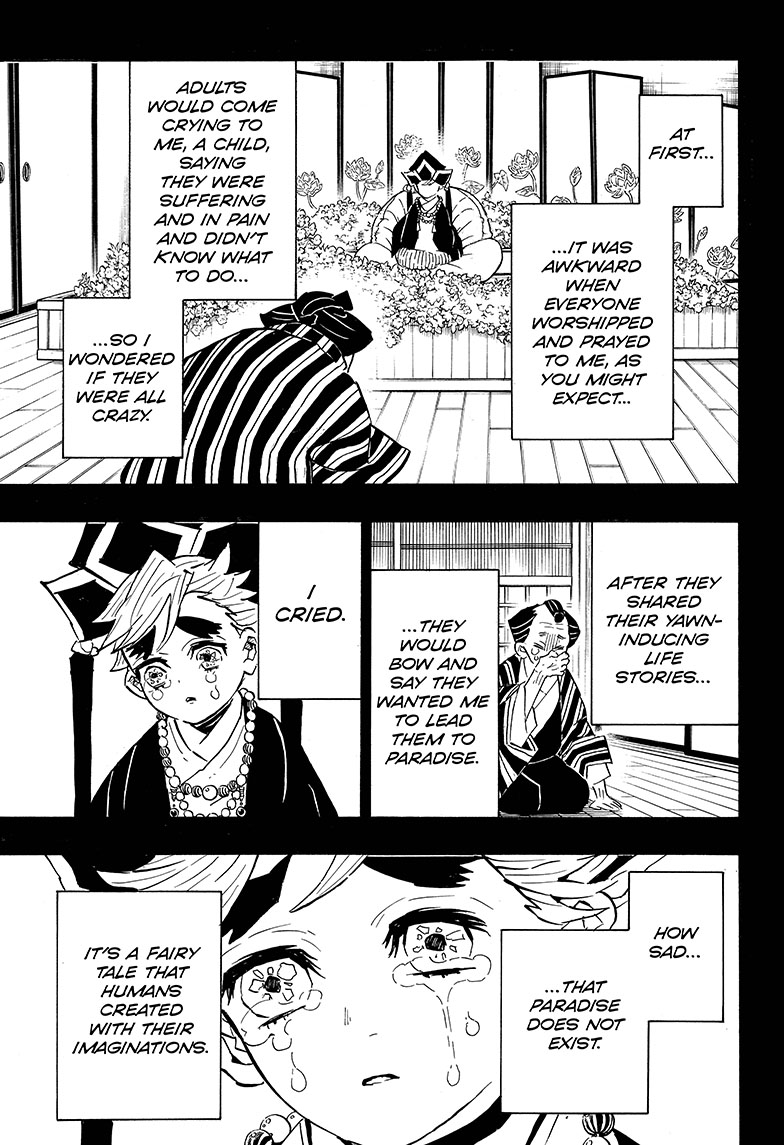 AT
FIRST...
...IT WAS
AWKWARD
WHEN
EVERYONE
WORSHIPPED
AND PRAYED
TO ME, AS
YOU MIGHT
EXPECT...
ADULTS
WOULD COME
CRYING TO
ME, A CHILD,
SAYING
THEY WERE
SUFFERING
AND IN PAIN
AND DIDN'T
KNOW WHAT
TO DO...
...SO I
WONDERED
IF THEY
WERE ALL
CRAZY.
AFTER THEY
SHARED
THEIR YAWN-
INDUCING
LIFE
STORIES...
...THEY
WOULD
BOW AND
SAY THEY
WANTED ME
TO LEAD
THEM TO
PARADISE.
I
CRIED.
HOW
SAD...
...THAT
PARADISE
DOES NOT
EXIST.
IT'S A FAIRY
TALE THAT
HUMANS
CREATED
WITH THEIR
IMAGINATIONS.